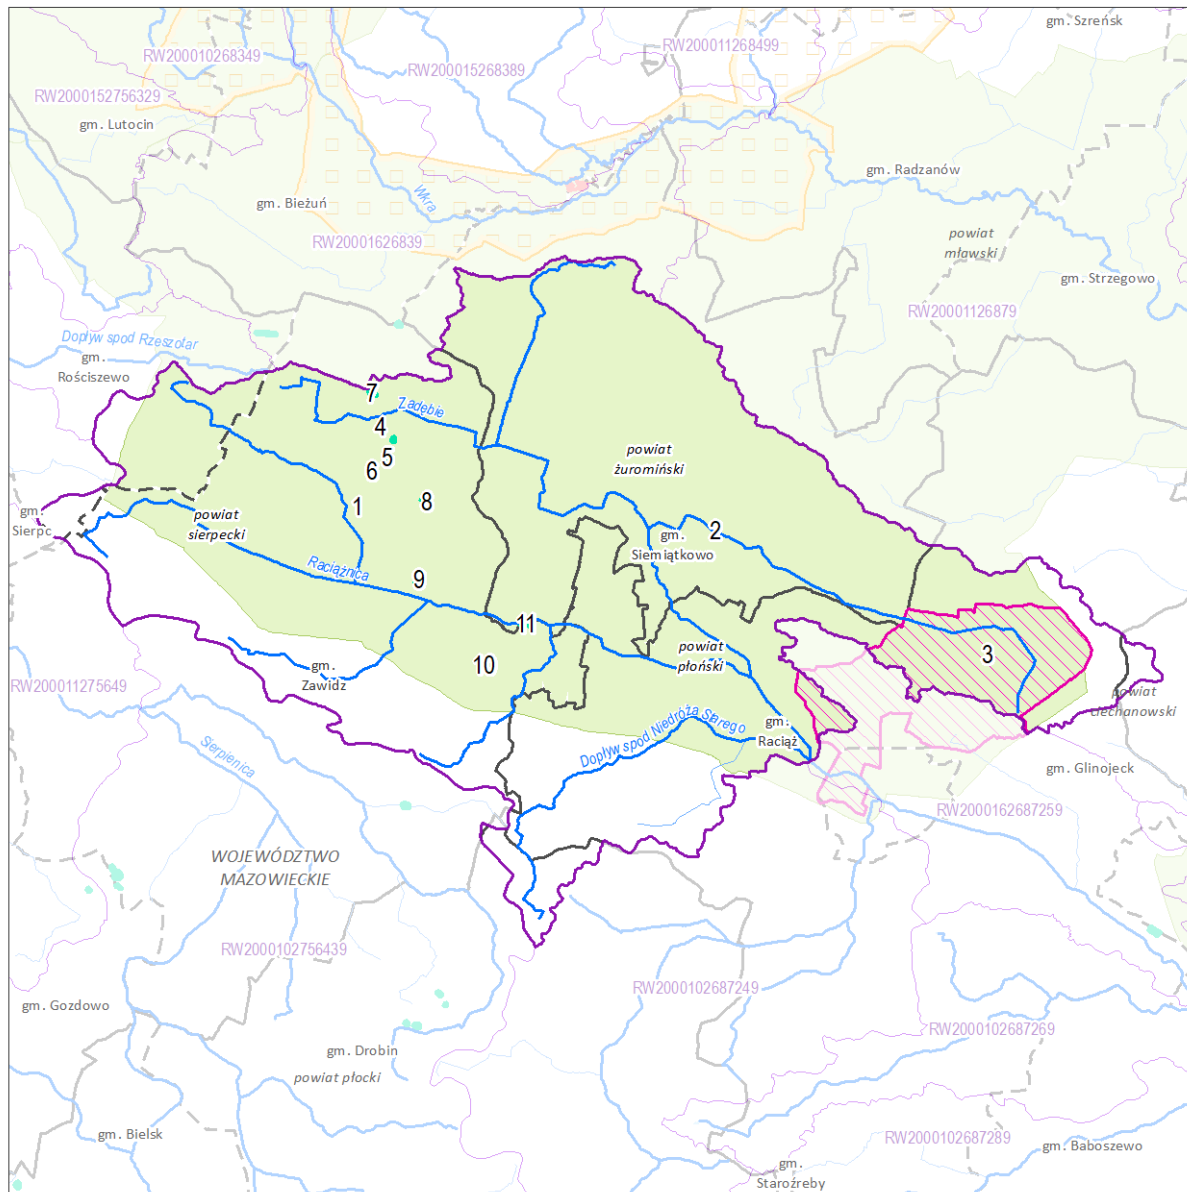 gm. Szreńsk
RW200010268349
RW200011268499
RW200015268389
RW2000152756329
gm. Lutocin
gm. Radzanów
Wkra
gm. Bieżuń
powiat
mławski
RW20001626839
gm. Strzegowo
RW20001126879
Dopływ spod Rzeszotar
gm.
Rościszewo
7
Zadębie
4
5
6
powiat
żuromiński
1
8
gm.
Sierpc
powiat
sierpecki
2
gm.
Siemiątkowo
Raciążnica
9
11
10
powiat
płoński
3
gm.
Zawidz
RW200011275649
powiat
ciechanowski
Sierpienica
Dopływ spod Niedróża Starego
gm.
Raciąż
gm. Glinojeck
RW2000162687259
WOJEWÓDZTWO
MAZOWIECKIE
RW2000102756439
RW2000102687249
gm. Gozdowo
RW2000102687269
gm. Drobin
powiat płocki
gm. Bielsk
RW2000102687289
gm. Baboszewo
gm.
Staroźreby